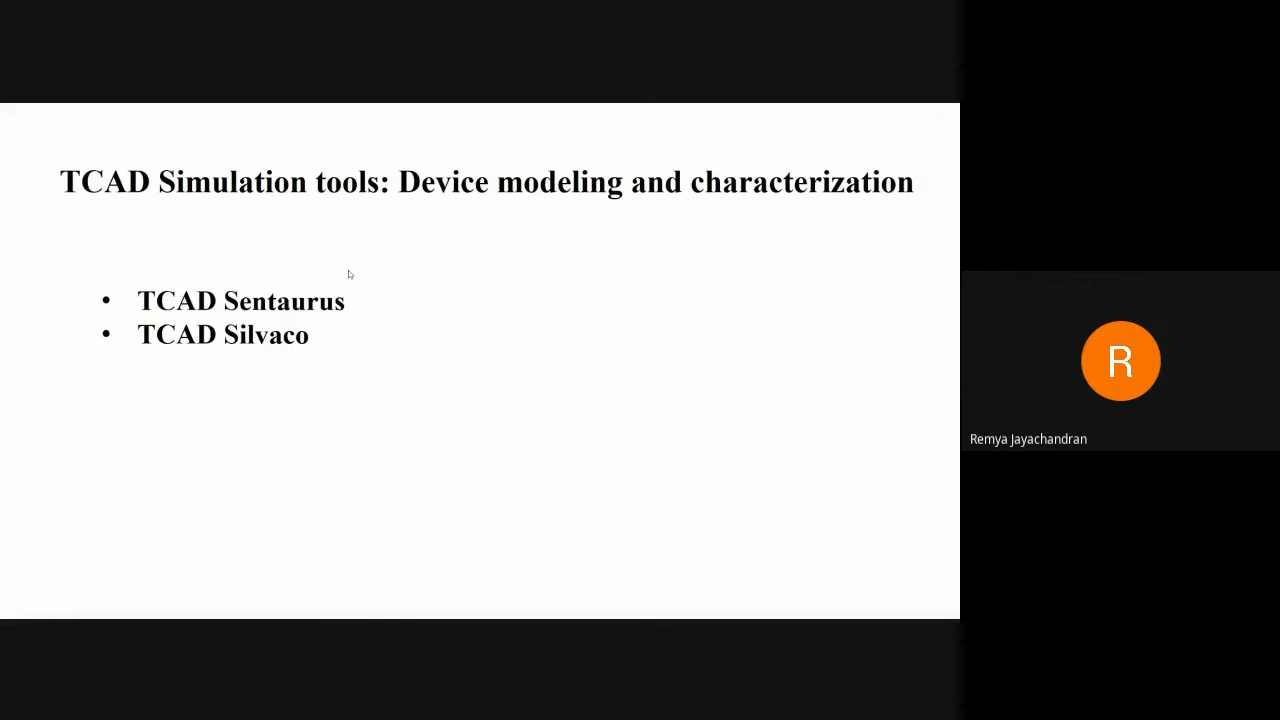 TCAD Simulation tools: Device modeling and characterization
• TCAD Sentaurus
• TCAD Silvaco
R
Remya Jayachandran